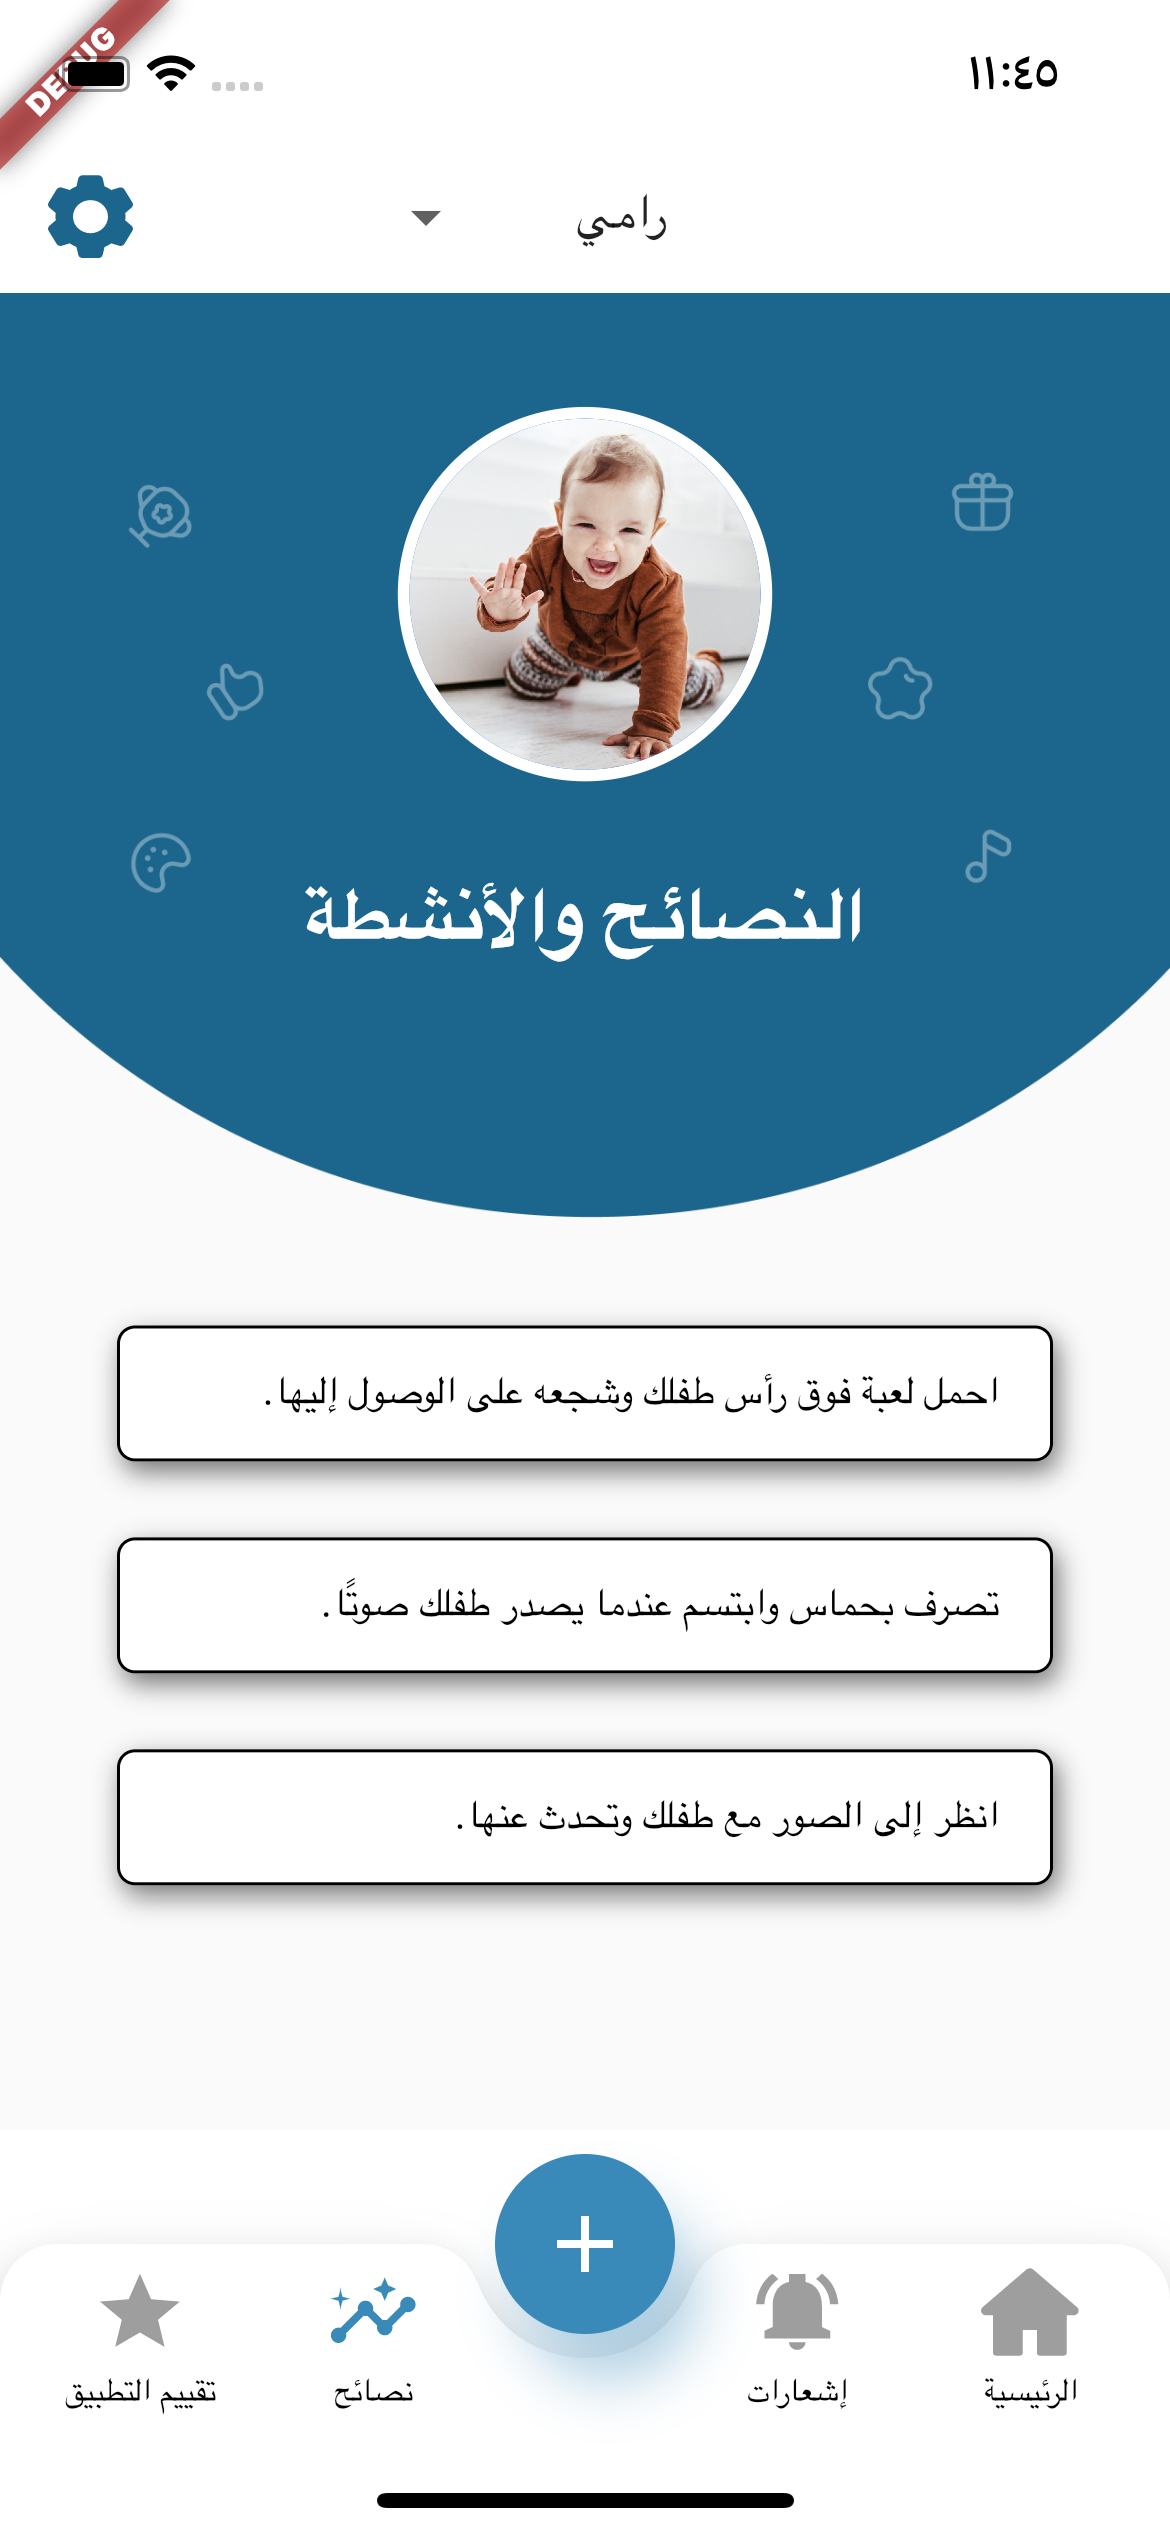 DEBUG
١١:٤٥
رامي
النصائح والأنشطة
احمل لعبة فوق رأس طفلك وشجعه على الوصول إليها.
تصرف بحماس وابتسم عندما يصدر طفلك صوتًا.
انظر إلى الصور مع طفلك وتحدث عنها.
الرئيسية
إشعارات
نصائح
تقييم التطبيق